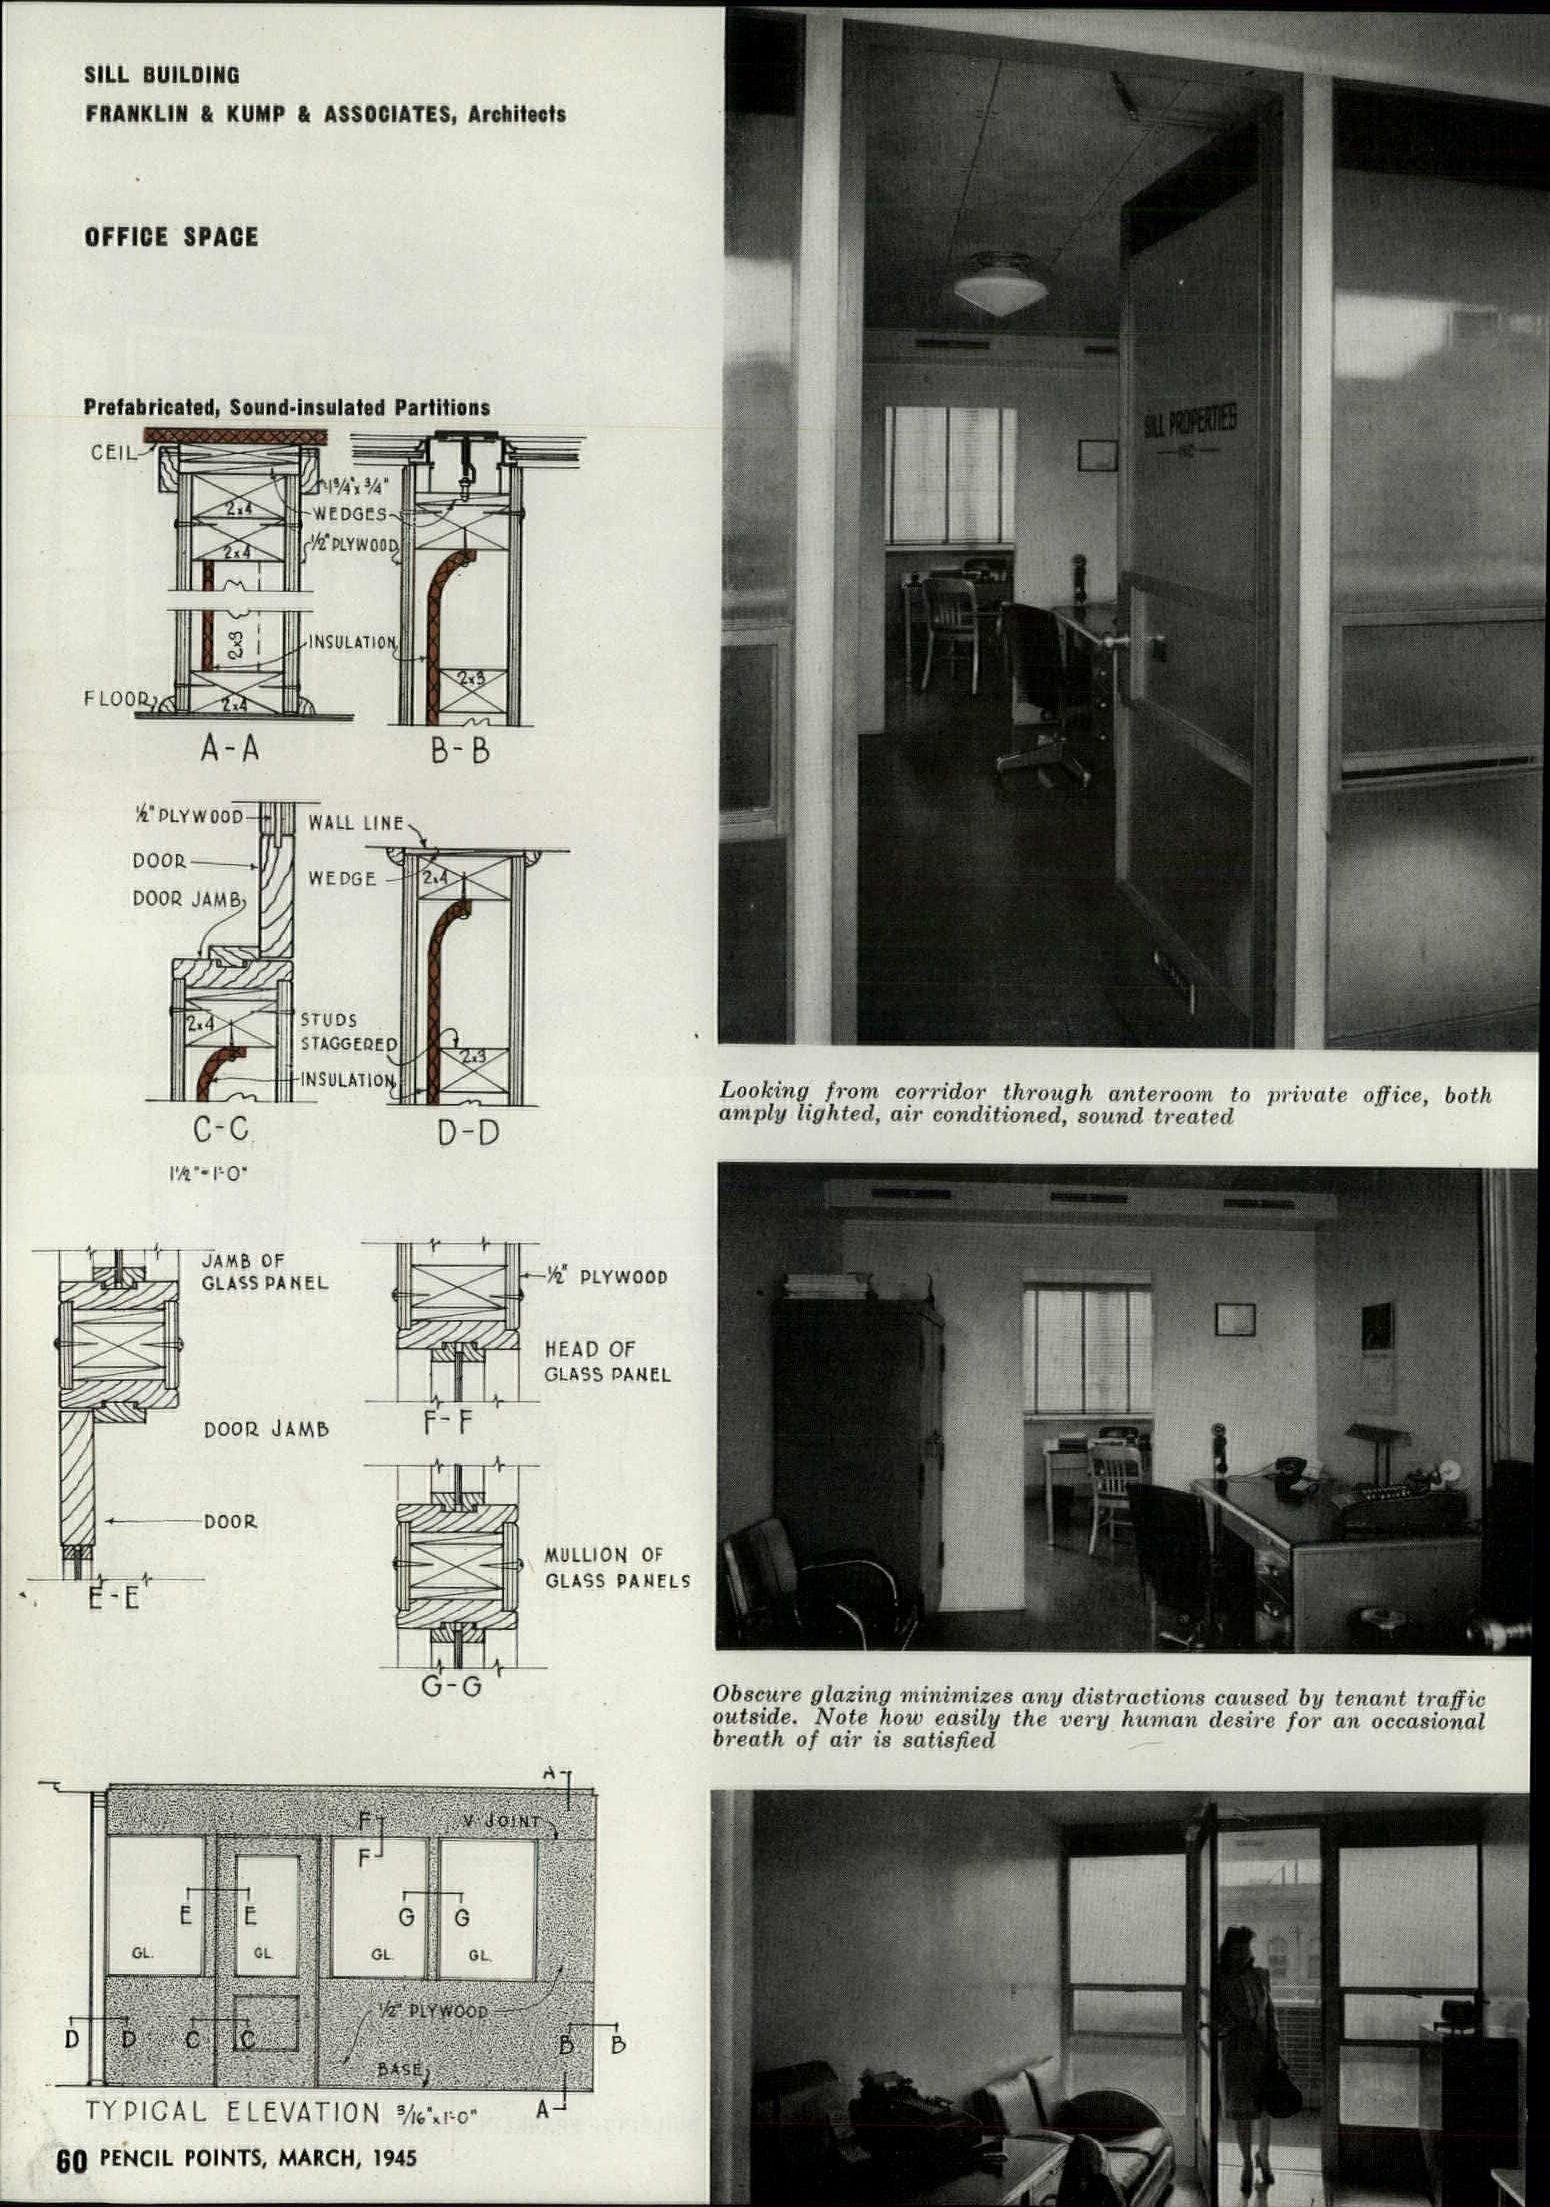 SILL BUILDING
FRANKLIN & KUMP & ASSOCIATES, Architects
OFFICE SPACE
Prefabricated, Sound-insulated Partitions
CEIL
1 3/4" x 3/4"
WEDGES
2x4
1/2" PLYWOOD
2x4
2x3
INSULATION
2x3
FLOOR
2x4
A-A
B-B
1/2" PLYWOOD
WALL LINE
DOOR
WEDGE
2x4
DOOR JAMB
2x4
STUDS
STAGGERED
2x3
INSULATION
C-C
D-D
1 1/2" = 1'-0"
JAMB OF
GLASS PANEL
1/2" PLYWOOD
HEAD OF
GLASS PANEL
F-F
DOOR JAMB
DOOR
E-E
MULLION OF
GLASS PANELS
G-G
A
F
V JOINT
F
E E
G G
GL.
GL.
GL.
GL.
1/2" PLYWOOD
D D
C C
B B
BASE
A
TYPICAL ELEVATION 3/16" x 1'-0"
60 PENCIL POINTS, MARCH, 1945
SILL PROPERTIES
INC
Looking from corridor through anteroom to private office, both
amply lighted, air conditioned, sound treated
Obscure glazing minimizes any distractions caused by tenant traffic
outside. Note how easily the very human desire for an occasional
breath of air is satisfied